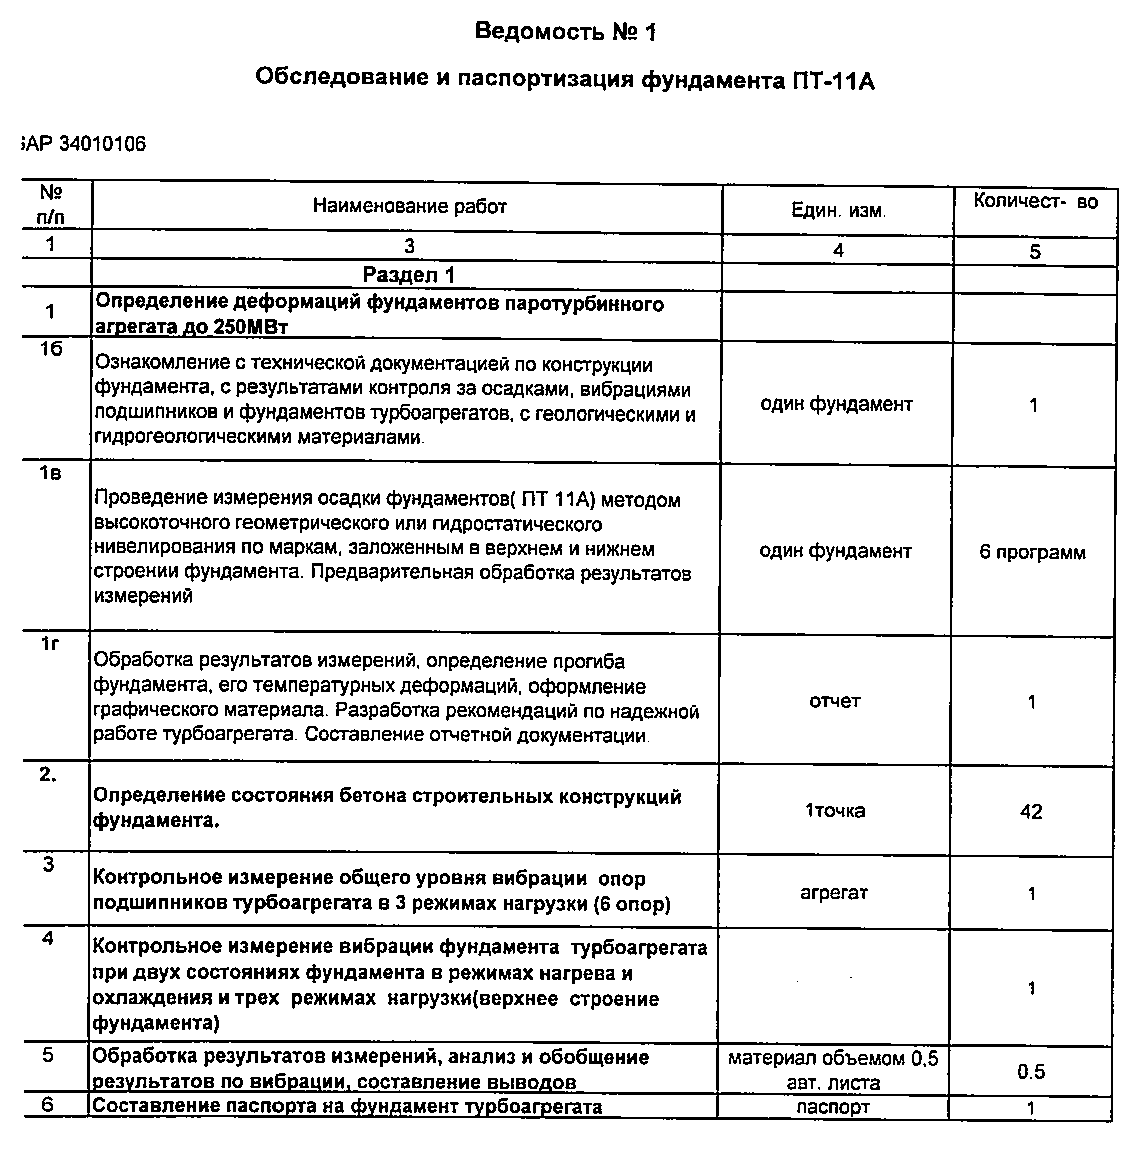 Ведомость № 1
Обследование и паспортизация фундамента ПТ-11А
SAP 34010106
№ п/п
Наименование работ
Един. изм.
Количест- во
1
3
4
5
Раздел 1
1
Определение деформаций фундаментов паротурбинного
агрегата до 250МВт
1б
Ознакомление с технической документацией по конструкции
фундамента, с результатами контроля за осадками, вибрациями
подшипников и фундаментов турбоагрегатов, с геологическими и
гидрогеологическими материалами.
один фундамент
1
1в
Проведение измерения осадки фундаментов( ПТ 11А) методом
высокоточного геометрического или гидростатического
нивелирования по маркам, заложенным в верхнем и нижнем
строении фундамента. Предварительная обработка результатов
измерений
один фундамент
6 программ
1г
Обработка результатов измерений, определение прогиба
фундамента, его температурных деформаций, оформление
графического материала. Разработка рекомендаций по надежной
работе турбоагрегата. Составление отчетной документации.
отчет
1
2.
Определение состояния бетона строительных конструкций
фундамента.
1точка
42
3
Контрольное измерение общего уровня вибрации опор
подшипников турбоагрегата в 3 режимах нагрузки (6 опор)
агрегат
1
4
Контрольное измерение вибрации фундамента турбоагрегата
при двух состояниях фундамента в режимах нагрева и
охлаждения и трех режимах нагрузки(верхнее строение
фундамента)
1
5
Обработка результатов измерений, анализ и обобщение
результатов по вибрации, составление выводов
материал объемом 0,5
авт. листа
0.5
6
Составление паспорта на фундамент турбоагрегата
паспорт
1